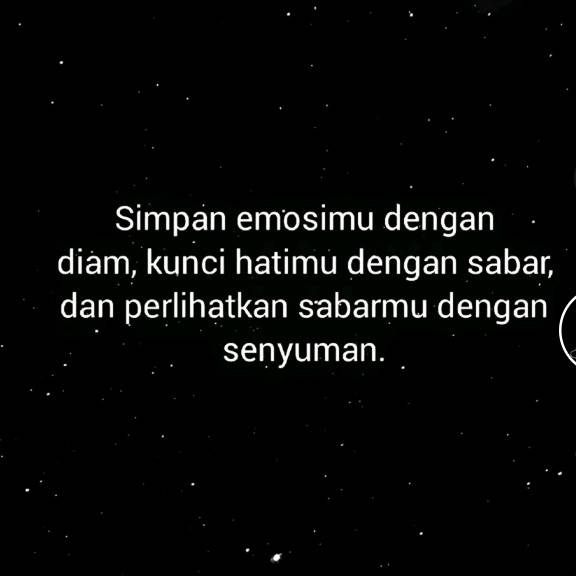 Simpan emosimu dengan
diam, kunci hatimu dengan sabar,
dan perlihatkan sabarmu dengan
senyuman.